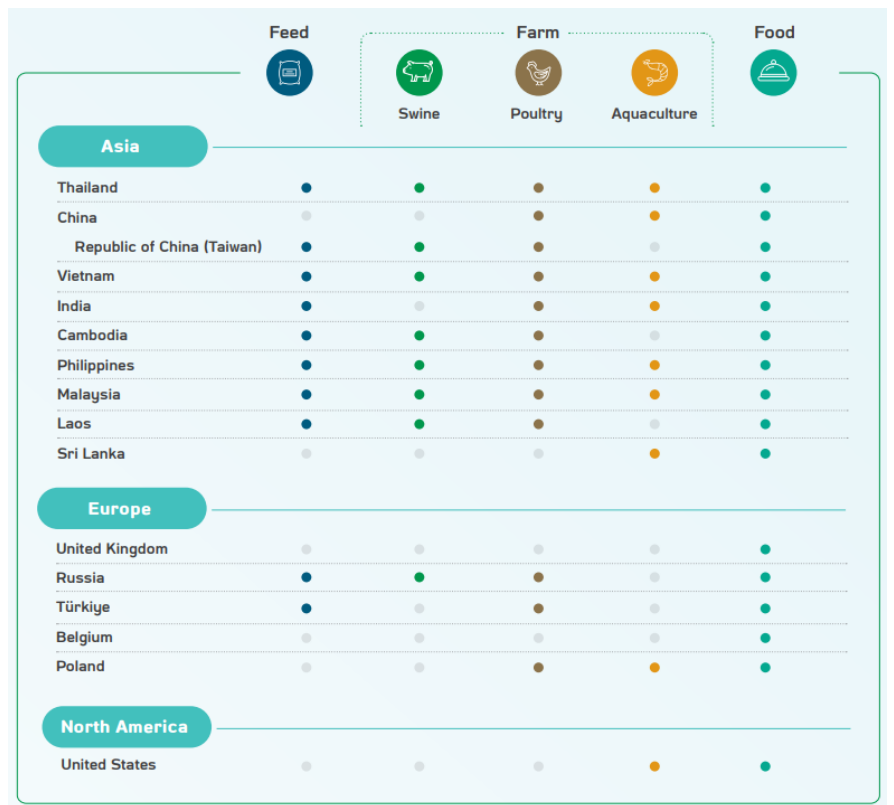 Feed Farm Food
Swine Poultry Aquaculture
Asia
Thailand
China
Republic of China (Taiwan)
Vietnam
India
Cambodia
Philippines
Malaysia
Laos
Sri Lanka
Europe
United Kingdom
Russia
Türkiye
Belgium
Poland
North America
United States